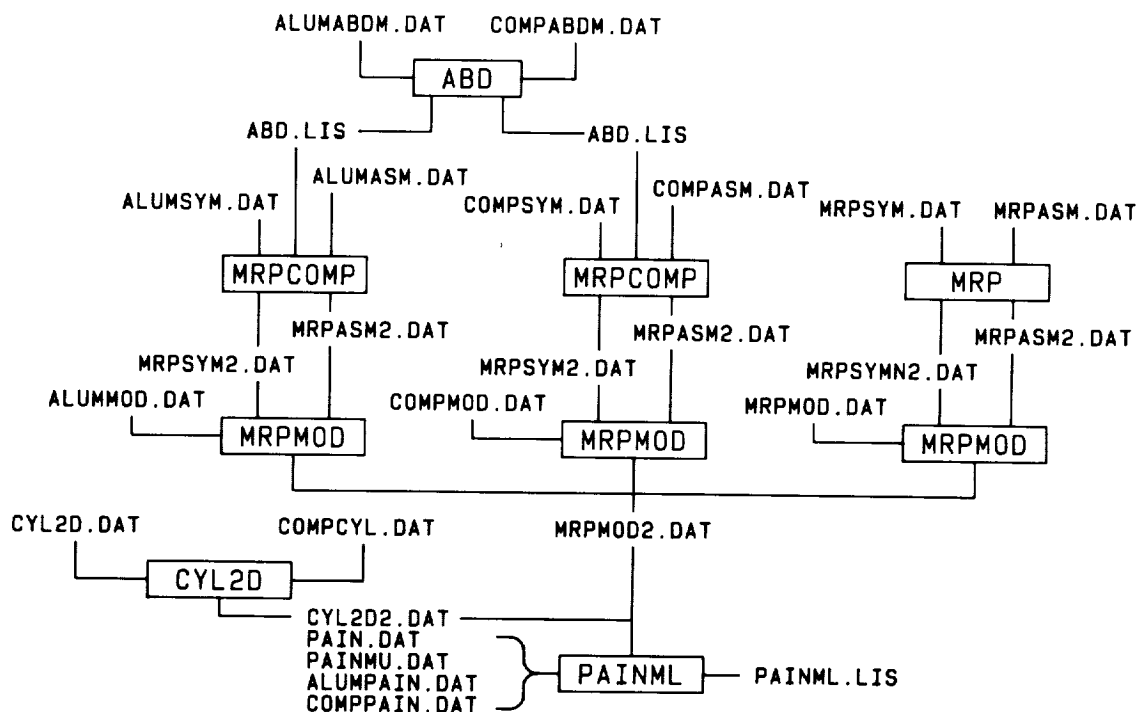 ALUMABDM.DAT COMPABDM.DAT
ABD
ABD.LIS ABD.LIS
ALUMSYM.DAT ALUMASM.DAT COMPSYM.DAT COMPASM.DAT MRPSYM.DAT MRPASM.DAT
MRPCOMP MRPCOMP MRP
MRPASM2.DAT MRPASM2.DAT MRPASM2.DAT
MRPSYM2.DAT MRPSYM2.DAT MRPSYMN2.DAT
ALUMMOD.DAT COMPMOD.DAT MRPMOD.DAT
MRPMOD MRPMOD MRPMOD
CYL2D.DAT COMPCYL.DAT MRPMOD2.DAT
CYL2D
CYL2D2.DAT
PAIN.DAT
PAINMU.DAT
ALUMPAIN.DAT
COMPPAIN.DAT
PAINML PAINML.LIS